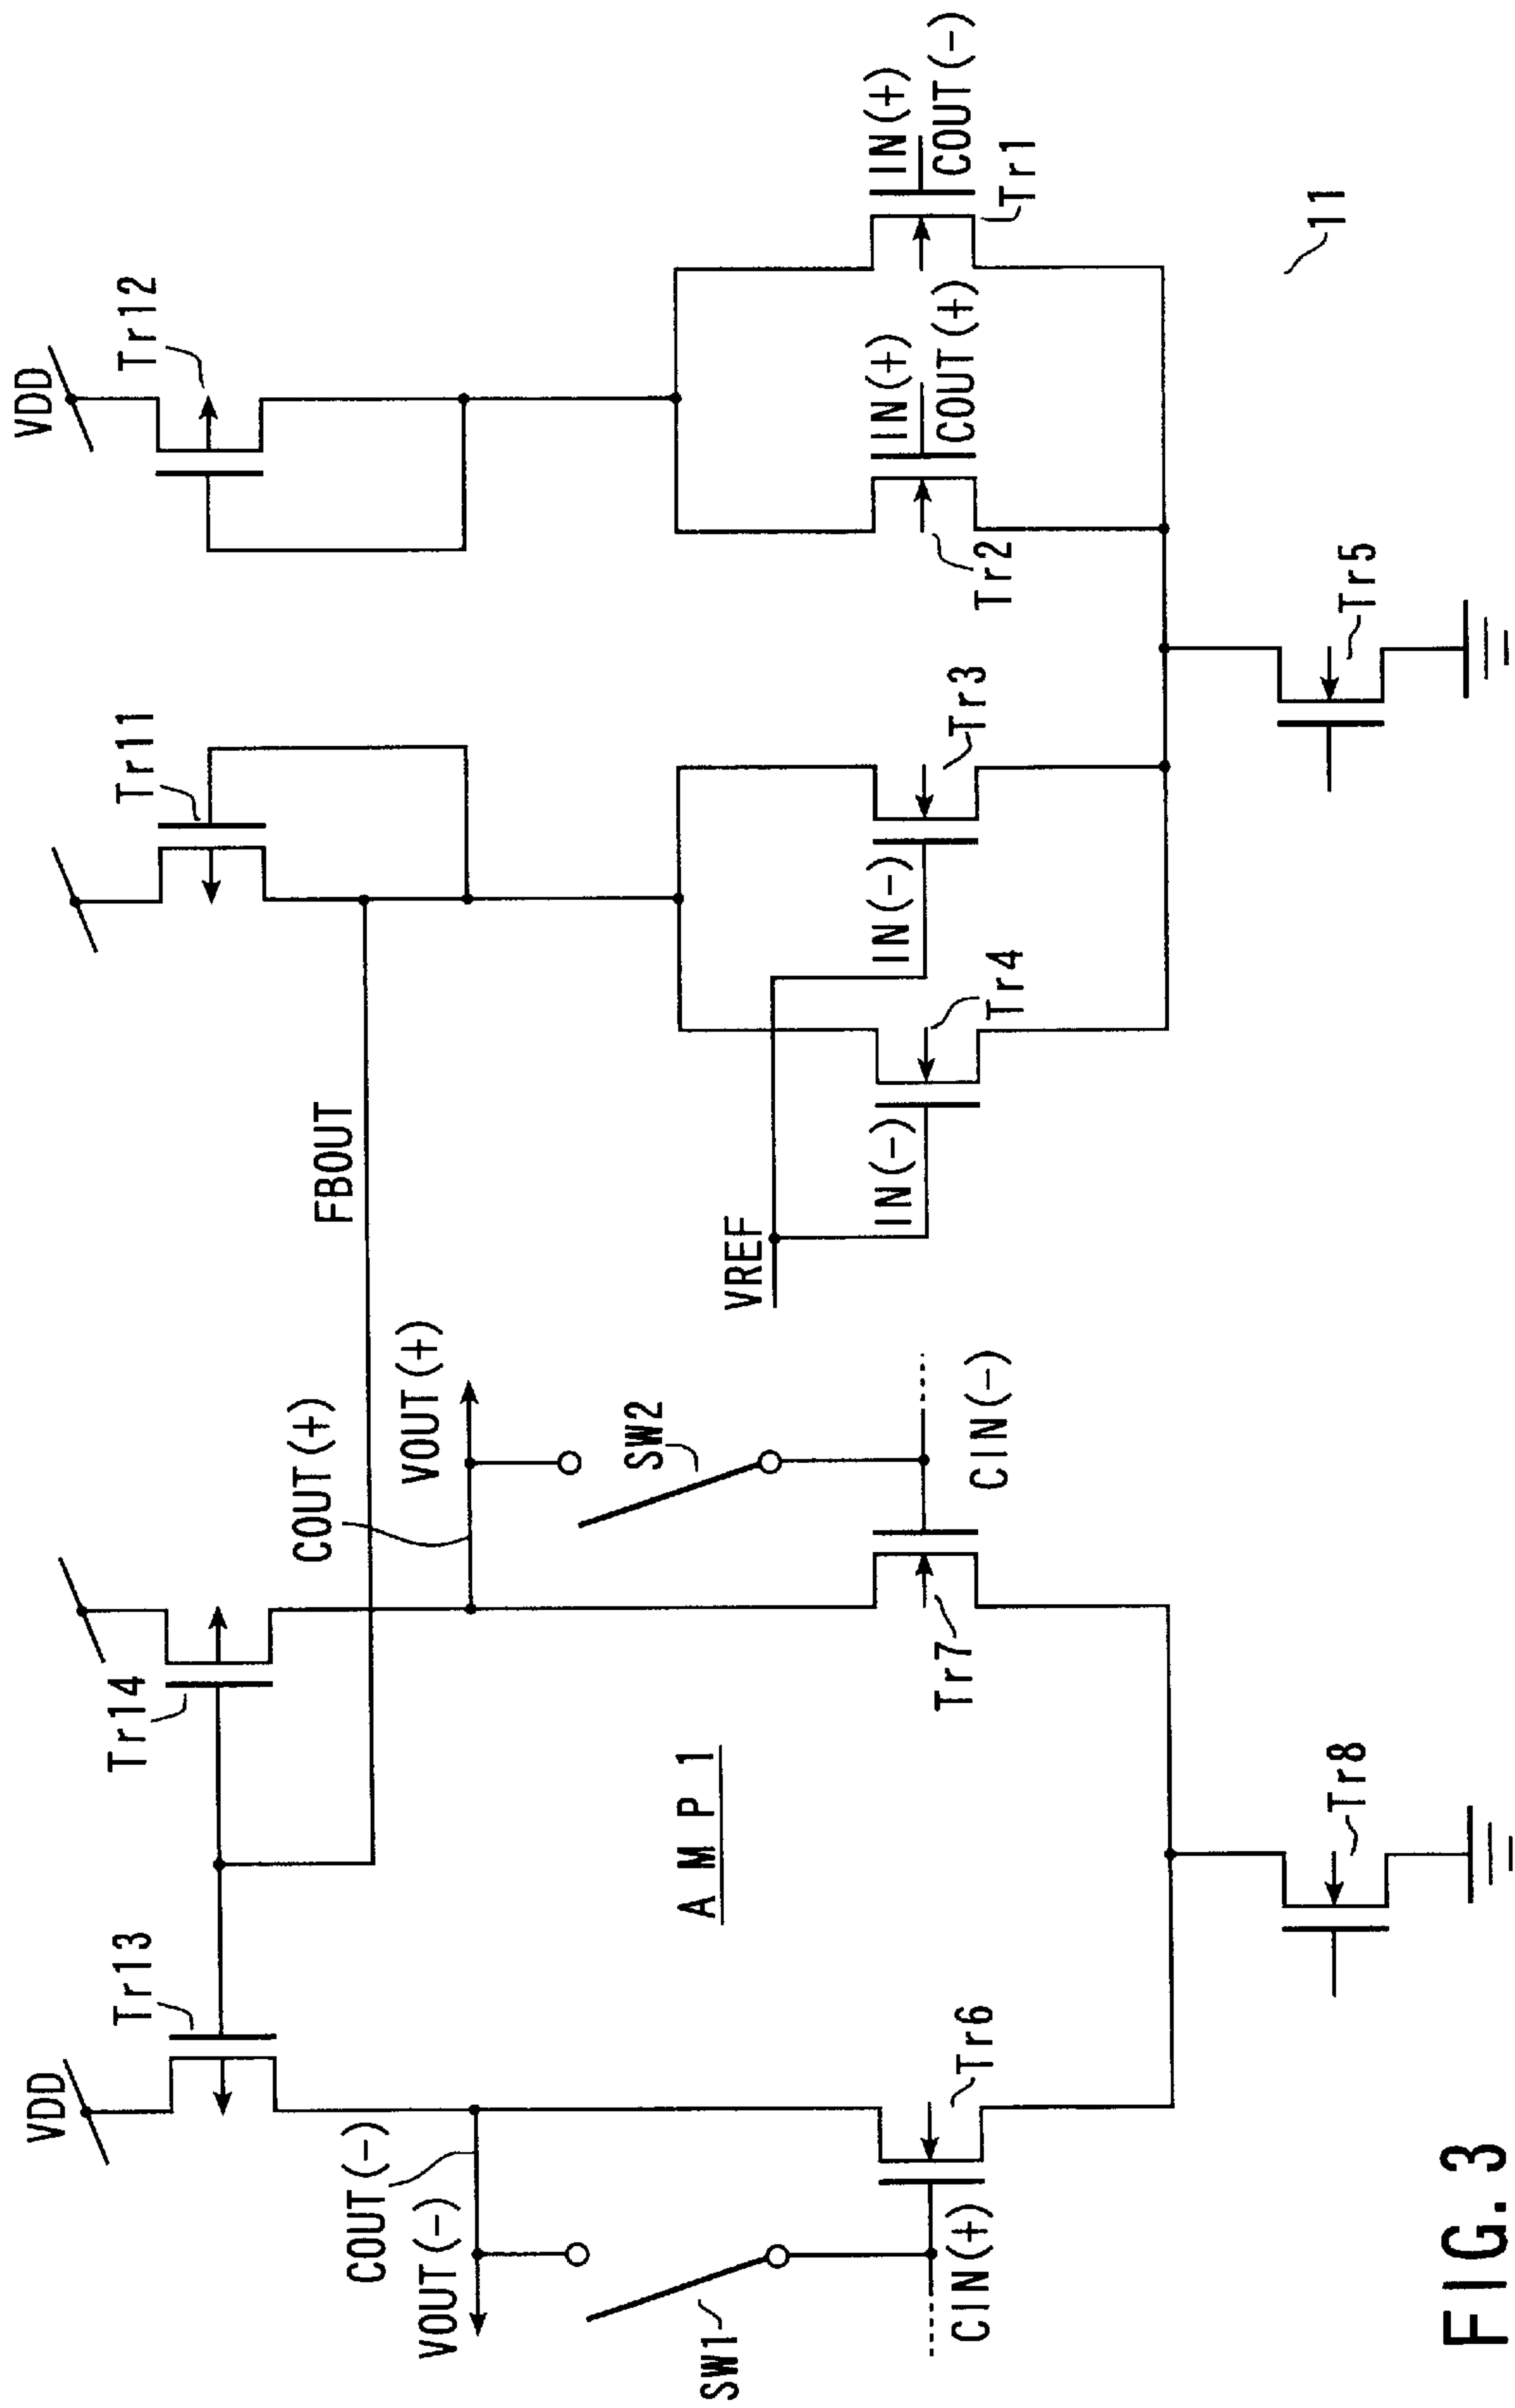 VDD
Tr13
Tr14
Tr11
VDD
Tr12
COUT(-)
VOUT(-)
COUT(+)
VOUT(+)
FBOUT
SW1
SW2
AMP1
VREF
CIN(+)
Tr6
Tr7
CIN(-)
IN(-)
Tr4
IN(-)
Tr3
Tr2
IN(+)
COUT(+)
IN(+)
COUT(-)
Tr1
Tr8
Tr5
11
FIG. 3